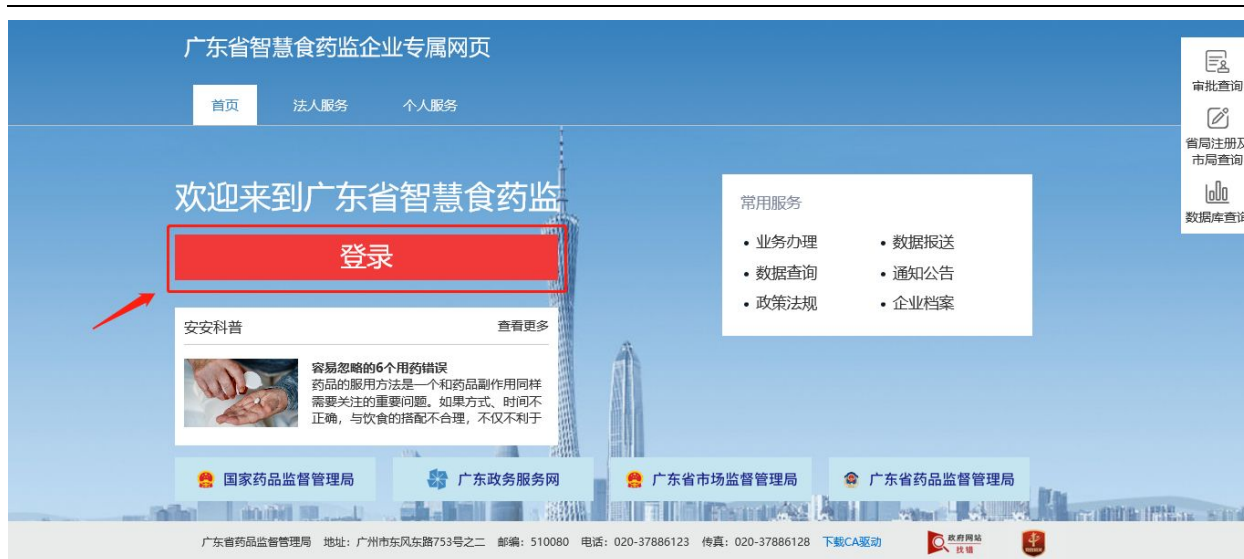 广东省智慧食药监企业专属网页
首页 法人服务 个人服务
审批查询
省局注册及
市局查询
数据库查询
欢迎来到广东省智慧食药监
登录
常用服务
• 业务办理 • 数据报送
• 数据查询 • 通知公告
• 政策法规 • 企业档案
安安科普 查看更多
容易忽略的6个用药错误
药品的服用方法是一个和药品副作用同样
需要关注的重要问题。如果方式、时间不
正确，与饮食的搭配不合理，不仅不利于
国家药品监督管理局 广东政务服务网 广东省市场监督管理局 广东省药品监督管理局
广东省药品监督管理局 地址：广州市东风东路753号之二 邮编：510080 电话：020-37886123 传真：020-37886128 下载CA驱动 政府网站
找错